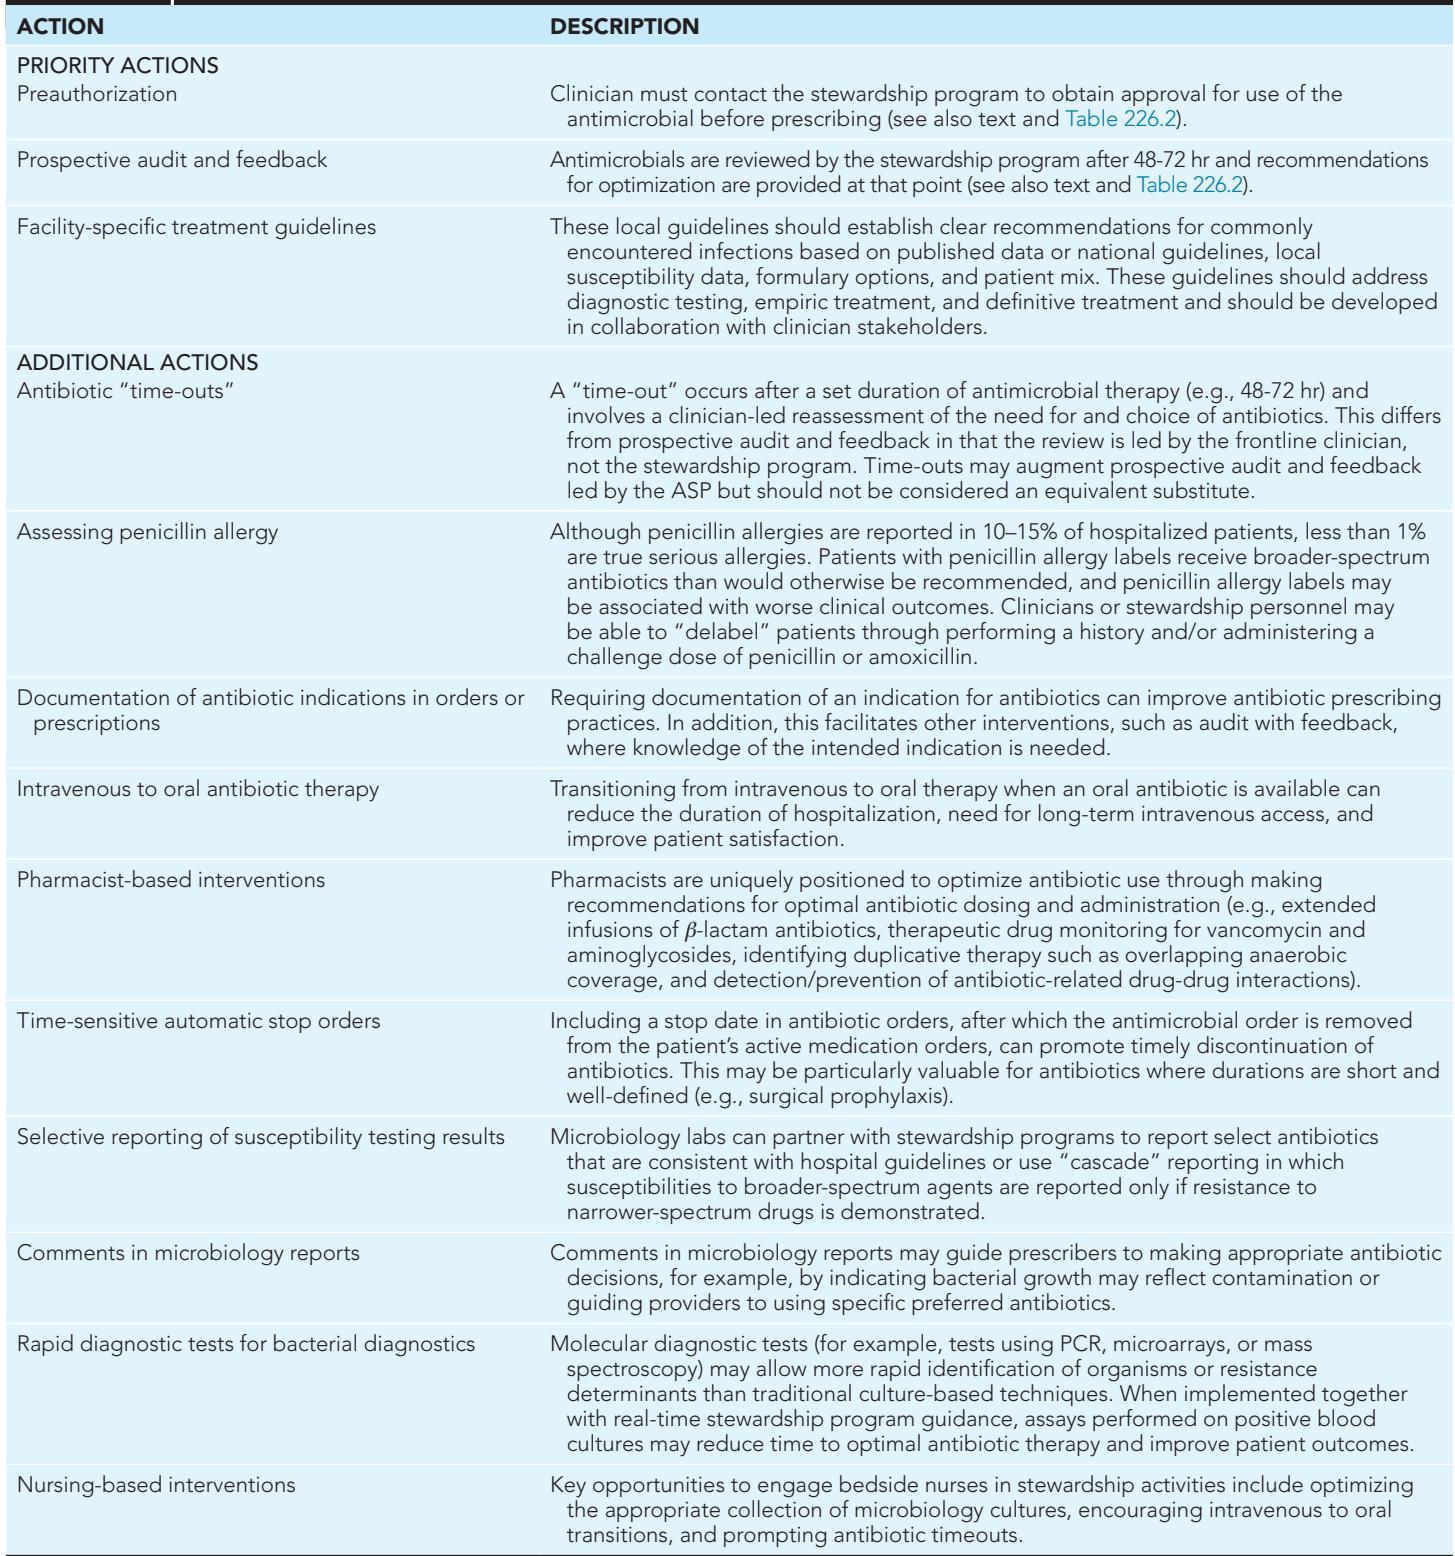 ACTION DESCRIPTION
PRIORITY ACTIONS
Preauthorization Clinician must contact the stewardship program to obtain approval for use of the
antimicrobial before prescribing (see also text and Table 226.2).
Prospective audit and feedback Antimicrobials are reviewed by the stewardship program after 48-72 hr and recommendations
for optimization are provided at that point (see also text and Table 226.2).
Facility-specific treatment guidelines These local guidelines should establish clear recommendations for commonly
encountered infections based on published data or national guidelines, local
susceptibility data, formulary options, and patient mix. These guidelines should address
diagnostic testing, empiric treatment, and definitive treatment and should be developed
in collaboration with clinician stakeholders.
ADDITIONAL ACTIONS
Antibiotic “time-outs” A “time-out” occurs after a set duration of antimicrobial therapy (e.g., 48-72 hr) and
involves a clinician-led reassessment of the need for and choice of antibiotics. This differs
from prospective audit and feedback in that the review is led by the frontline clinician,
not the stewardship program. Time-outs may augment prospective audit and feedback
led by the ASP but should not be considered an equivalent substitute.
Assessing penicillin allergy Although penicillin allergies are reported in 10–15% of hospitalized patients, less than 1%
are true serious allergies. Patients with penicillin allergy labels receive broader-spectrum
antibiotics than would otherwise be recommended, and penicillin allergy labels may
be associated with worse clinical outcomes. Clinicians or stewardship personnel may
be able to “delabel” patients through performing a history and/or administering a
challenge dose of penicillin or amoxicillin.
Documentation of antibiotic indications in orders or Requiring documentation of an indication for antibiotics can improve antibiotic prescribing
prescriptions practices. In addition, this facilitates other interventions, such as audit with feedback,
where knowledge of the intended indication is needed.
Intravenous to oral antibiotic therapy Transitioning from intravenous to oral therapy when an oral antibiotic is available can
reduce the duration of hospitalization, need for long-term intravenous access, and
improve patient satisfaction.
Pharmacist-based interventions Pharmacists are uniquely positioned to optimize antibiotic use through making
recommendations for optimal antibiotic dosing and administration (e.g., extended
infusions of β-lactam antibiotics, therapeutic drug monitoring for vancomycin and
aminoglycosides, identifying duplicative therapy such as overlapping anaerobic
coverage, and detection/prevention of antibiotic-related drug-drug interactions).
Time-sensitive automatic stop orders Including a stop date in antibiotic orders, after which the antimicrobial order is removed
from the patient’s active medication orders, can promote timely discontinuation of
antibiotics. This may be particularly valuable for antibiotics where durations are short and
well-defined (e.g., surgical prophylaxis).
Selective reporting of susceptibility testing results Microbiology labs can partner with stewardship programs to report select antibiotics
that are consistent with hospital guidelines or use “cascade” reporting in which
susceptibilities to broader-spectrum agents are reported only if resistance to
narrower-spectrum drugs is demonstrated.
Comments in microbiology reports Comments in microbiology reports may guide prescribers to making appropriate antibiotic
decisions, for example, by indicating bacterial growth may reflect contamination or
guiding providers to using specific preferred antibiotics.
Rapid diagnostic tests for bacterial diagnostics Molecular diagnostic tests (for example, tests using PCR, microarrays, or mass
spectroscopy) may allow more rapid identification of organisms or resistance
determinants than traditional culture-based techniques. When implemented together
with real-time stewardship program guidance, assays performed on positive blood
cultures may reduce time to optimal antibiotic therapy and improve patient outcomes.
Nursing-based interventions Key opportunities to engage bedside nurses in stewardship activities include optimizing
the appropriate collection of microbiology cultures, encouraging intravenous to oral
transitions, and prompting antibiotic timeouts.